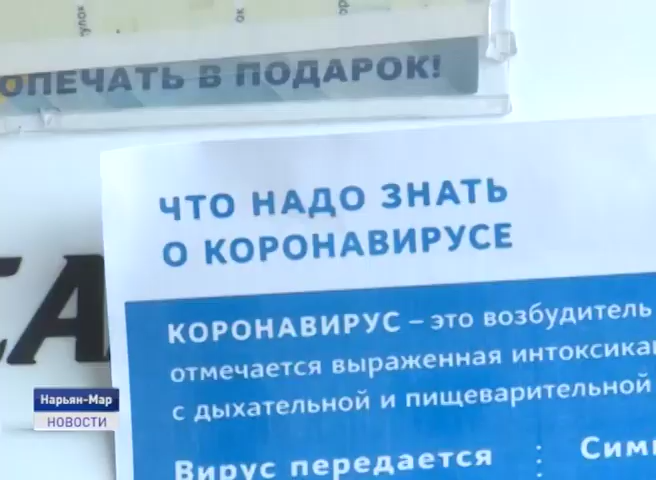 ОПЕЧАТЬ В ПОДАРОК!
ЧТО НАДО ЗНАТЬ
О КОРОНАВИРУСЕ
КОРОНАВИРУС – это возбудитель
отмечается выраженная интоксика
с дыхательной и пищеварительной
Вирус передается
Сим
Нарьян-Мар
НОВОСТИ